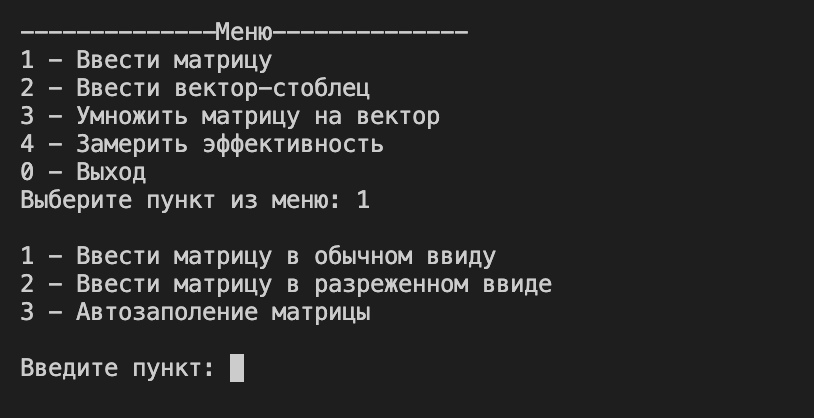 --------------Меню--------------
1 - Ввести матрицу
2 - Ввести вектор-стоблец
3 - Умножить матрицу на вектор
4 - Замерить эффективность
0 - Выход
Выберите пункт из меню: 1
1 - Ввести матрицу в обычном ввиду
2 - Ввести матрицу в разреженном ввиде
3 - Автозаполение матрицы
Введите пункт: